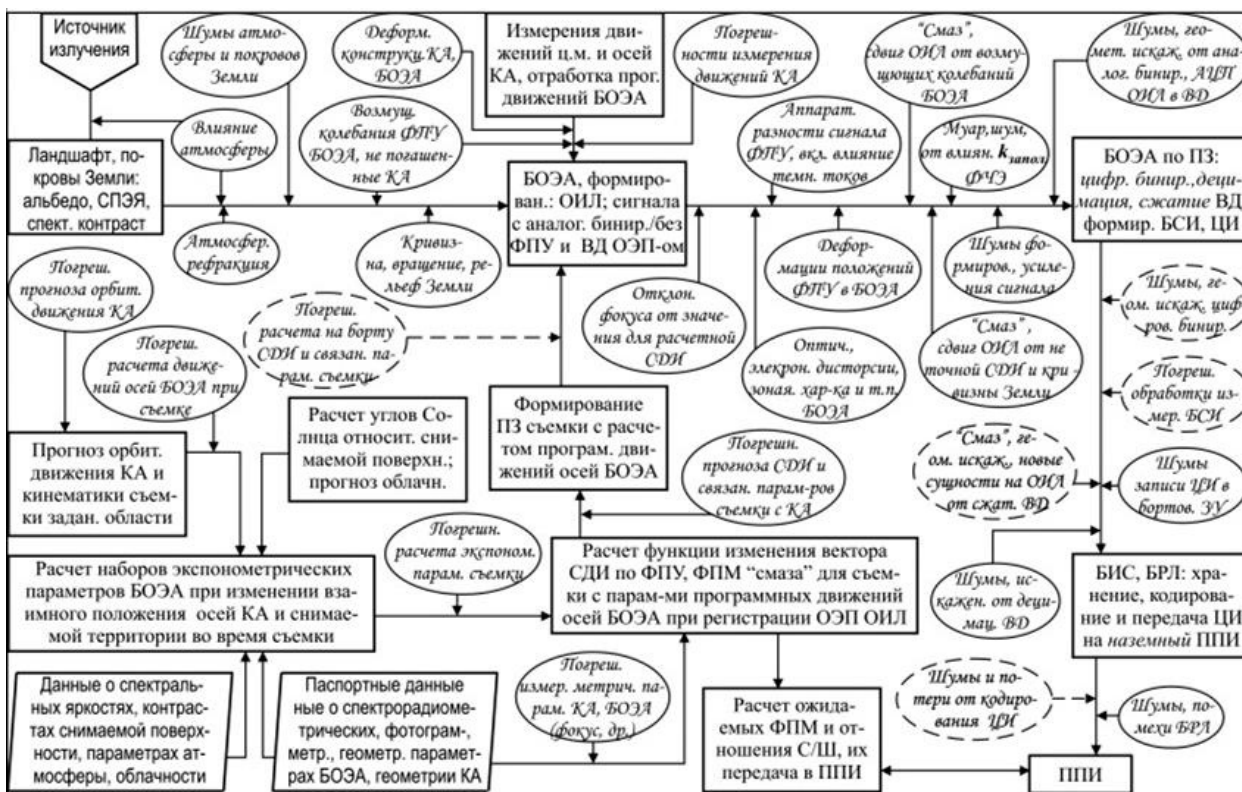 Источник
излучения
Шумы атмо-
сферы и покровов
Земли
Деформ.
конструкц. КА,
БОЭА
Измерения дви-
жений ц.м. и осей
КА, отработка прог.
движений БОЭА
Погреш-
ности измерения
движений КА
"Смаз",
сдвиг ОИЛ от возму-
щующих колебаний
БОЭА
Шумы, гео-
мет. искаж. от ана-
лог. бинир., АЦП
ОИЛ в ВД
Влияние
атмосферы
Возмущ.
колебания ФПУ
БОЭА, не погашен-
ные КА
Аппарат.
разности сигнала
ФПУ, вкл. влияние
темн. токов
Муар,шум,
от влиян. kзапол.
ФЧЭ
Ландшафт, по-
кровы Земли:
альбедо, СПЭЯ,
спект. контраст
БОЭА, формиро-
ван.: ОИЛ; сигнала
с аналог. бинир./без
ФПУ и ВД ОЭП-ом
БОЭА по ПЗ:
цифр. бинир.,деци-
мация, сжатие ВД
формир. БСИ, ЦИ
Атмосфер.
рефракция
Кривиз-
на, вращение, ре-
льеф Земли
Дефор-
мации положений
ФПУ в БОЭА
Шумы фо-
рмиров., усиле-
ния сигнала
Погреш.
прогноза орбит.
движения КА
Погреш.
расчета на борту
СДИ и связан. па-
рам. съемки
Отклон.
фокуса от значе-
ния для расчетной
СДИ
Шумы, ге-
ом. искаж. циф-
ров. бинир.
Погреш.
расчета движе-
ний осей БОЭА при
съемке
Оптич.,
элекрон. дисторсии,
зоная. хар-ка и т.п.
БОЭА
"Смаз" ,
сдвиг ОИЛ от не
точной СДИ и кри-
визны Земли
Погреш.
обработки из-
мер. БСИ
Прогноз орбит.
движения КА и
кинематики съем-
ки задан. области
Расчет углов Со-
лнца относит. сни-
маемой поверхн.;
прогноз облачн.
Формирование
ПЗ съемки с расче-
том програм. дви-
жений осей БОЭА
Погрешн.
прогноза СДИ и
связан. парам-ров
съемки с КА
"Смаз", ге-
ом. искаж., новые
сущности на ОИЛ
от сжат. ВД
Шумы
записи ЦИ в
бортов. ЗУ
Расчет наборов экспонометрических
параметров БОЭА при изменении вза-
имного положения осей КА и снимае-
мой территории во время съемки
Погрешн.
расчета экспоном.
парам. съемки
Расчет функции изменения вектора
СДИ по ФПУ, ФПМ "смаза" для съем-
ки с парам-ми программных движений
осей БОЭА при регистрации ОЭП ОИЛ
Шумы, ис-
кажен. от деци-
мац. ВД
БИС, БРЛ: хра-
нение, кодирова-
ние и передача ЦИ
на наземный ППИ
Данные о спектраль-
ных яркостях, контрас-
тах снимаемой поверх-
ности, параметрах ат-
мосферы, облачности
Паспортные данные
ные о спектрорадиоме-
трических, фотограм-,
метр., геометр. парамет-
рах БОЭА, геометрии КА
Погреш.
измер. метрич. па-
рам. КА, БОЭА
(фокус, др.)
Расчет ожида-
емых ФПМ и от-
ношения С/Ш, их
передача в ППИ
Шумы и по-
тери от кодиро-
вания ЦИ
Шумы, по-
мехи БРЛ
ППИ